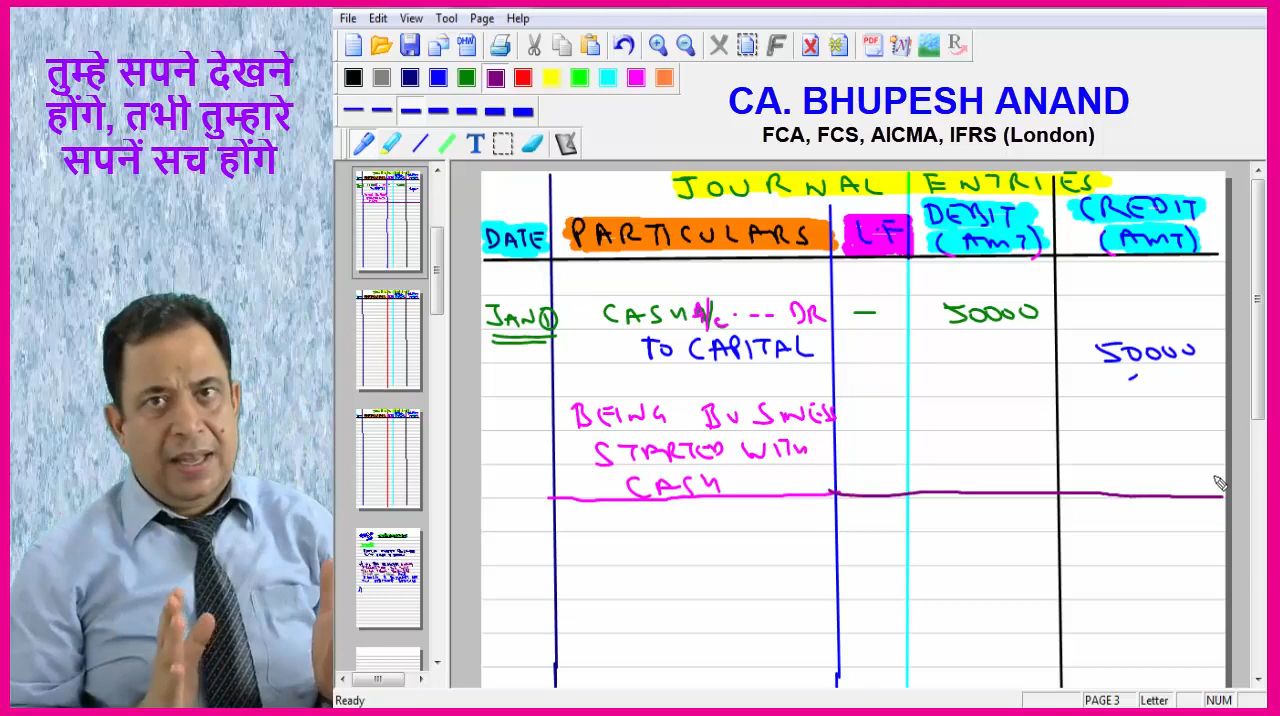 तुम्हे सपने देखने
होंगे, तभी तुम्हारे
सपनें सच होंगे
File Edit View Tool Page Help
CA. BHUPESH ANAND
FCA, FCS, AICMA, IFRS (London)
JOURNAL ENTRIES
DATE PARTICULARS L.F DEBIT (AMT) CREDIT (AMT)
JAN 1 CASH A/c . --- DR — 50000
TO CAPITAL 50000
BEING BUSINESS
STARTED WITH
CASH
Ready PAGE 3 Letter NUM